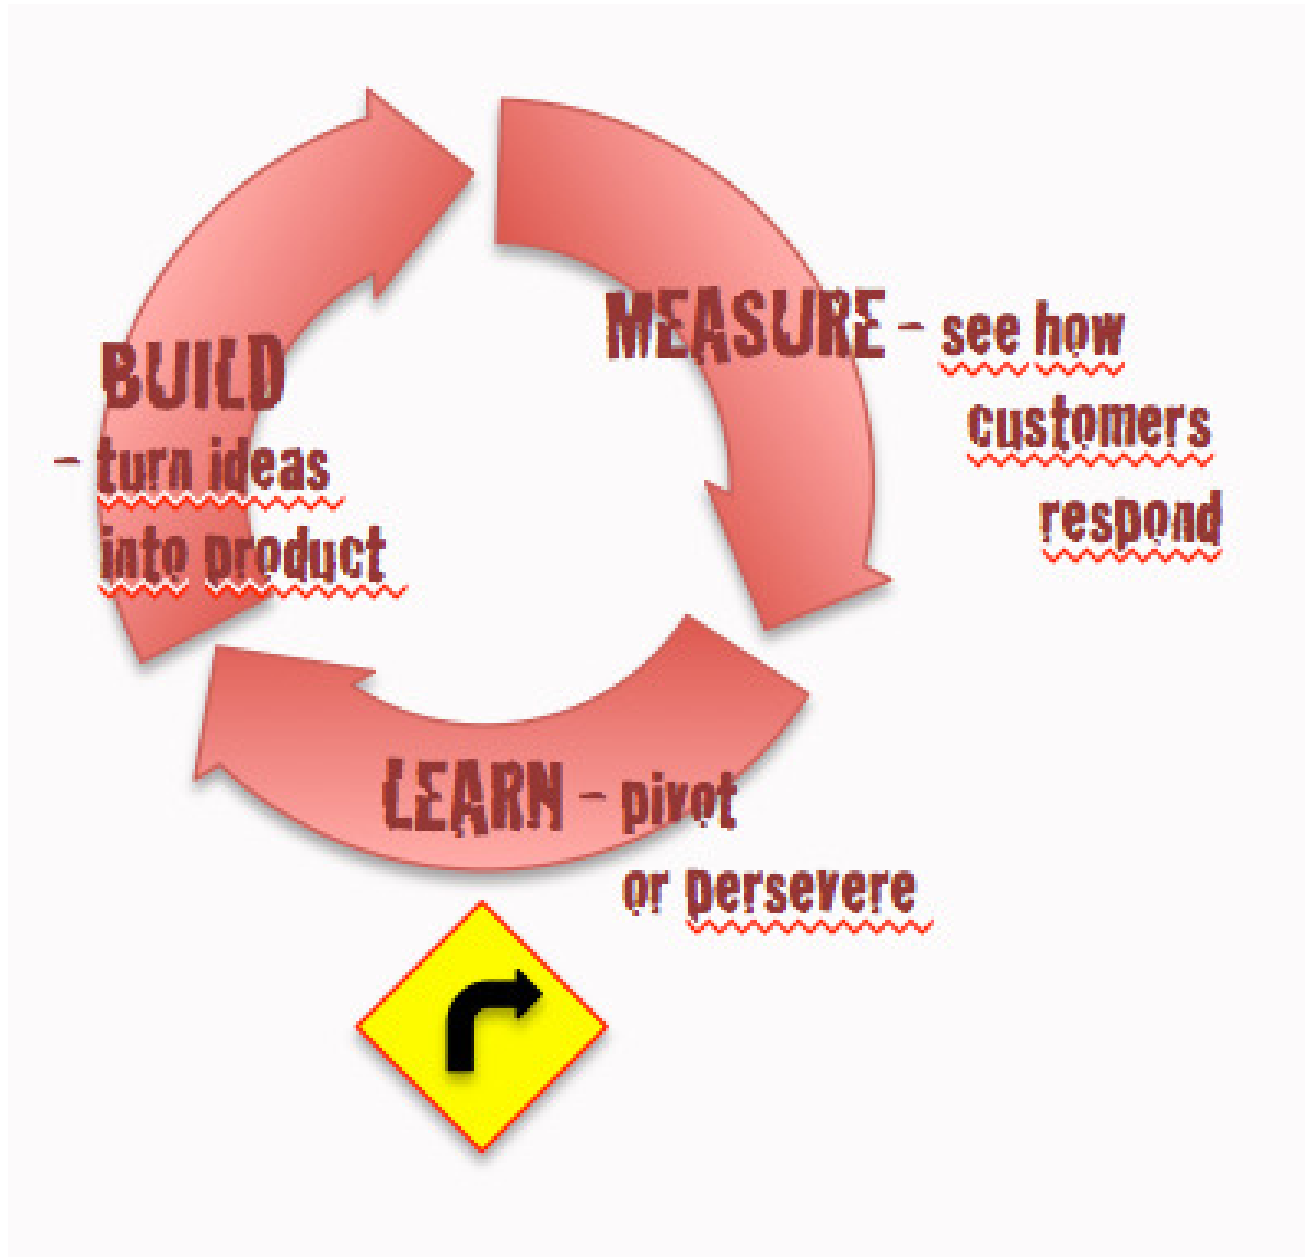 BUILD
– turn ideas
into product
MEASURE – see how
customers
respond
LEARN – pivot
or persevere